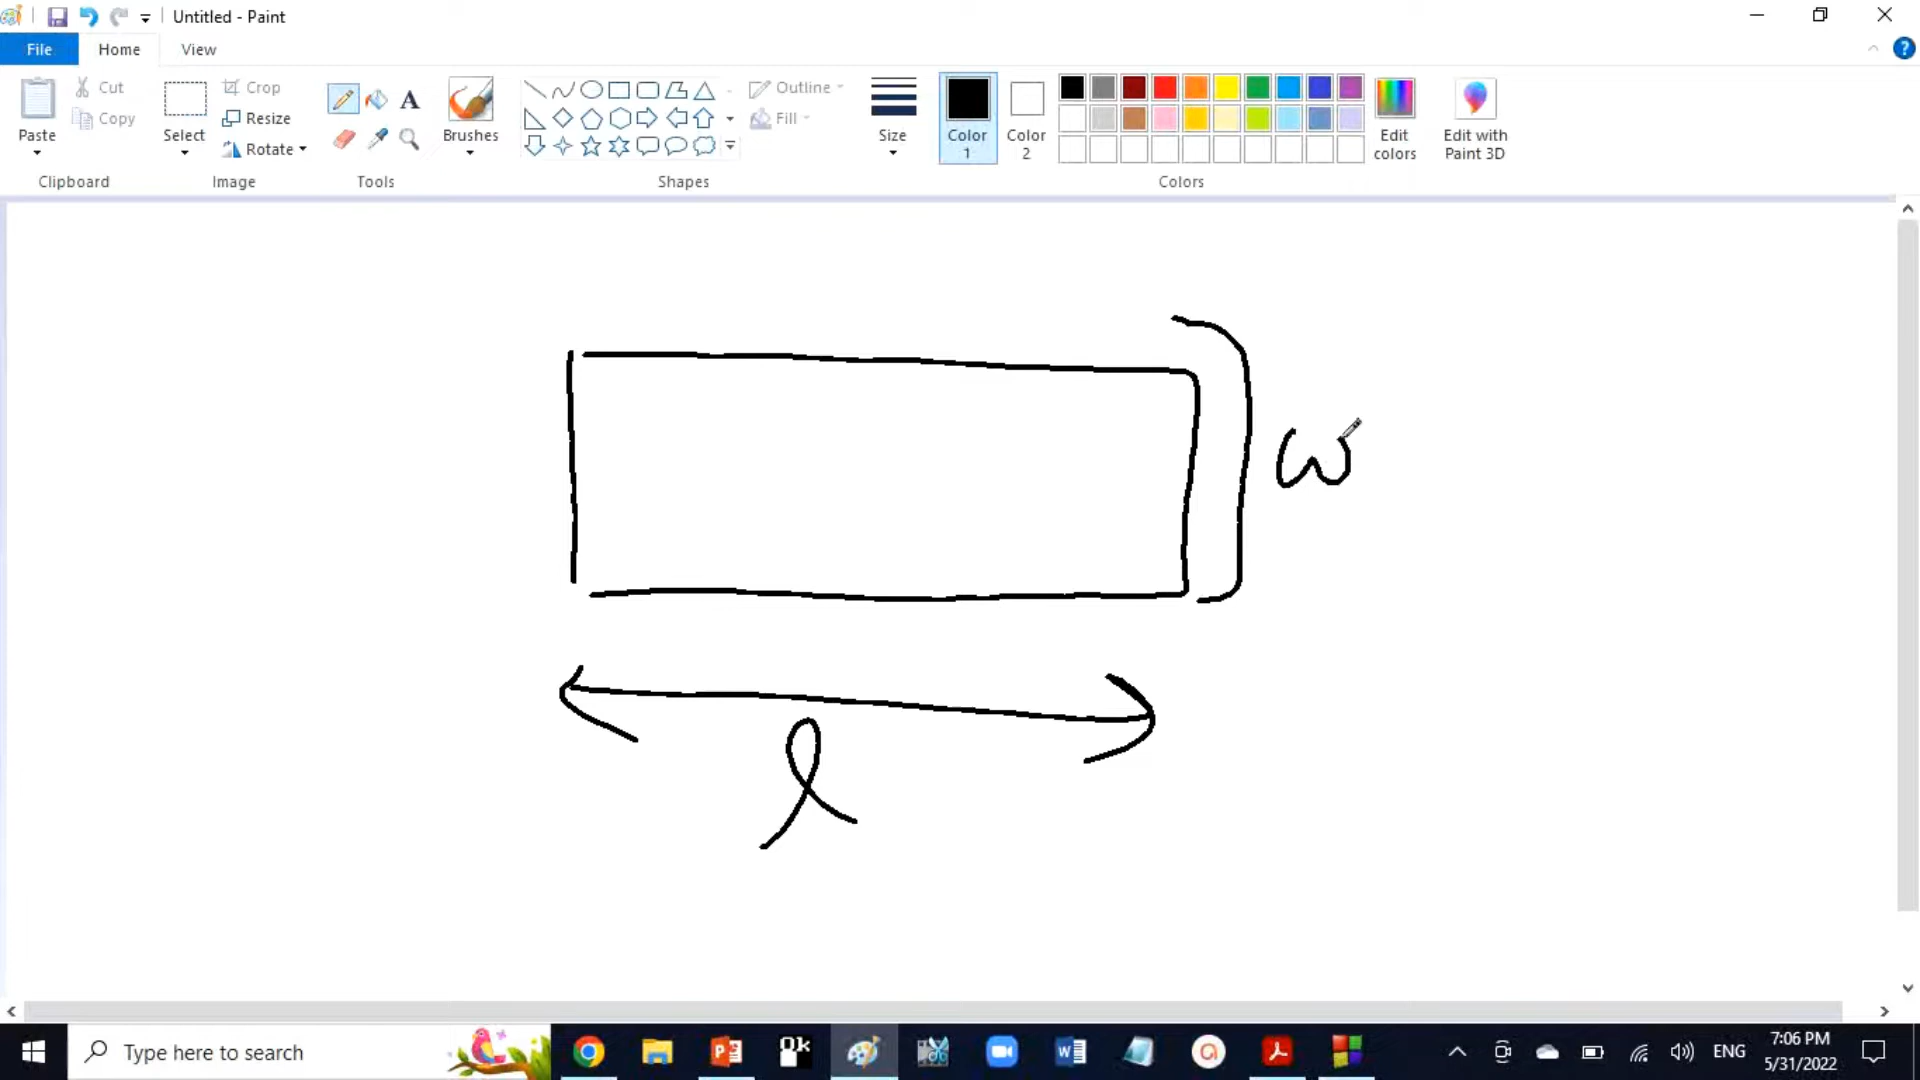 Untitled - Paint
File Home View
Paste
Cut
Copy
Clipboard
Select
Crop
Resize
Rotate
Image
A
Tools
Brushes
Shapes
Outline
Fill
Size
Color 1
Color 2
Colors
Edit colors
Edit with Paint 3D
?
ω
l
Type here to search
Ok
ENG
7:06 PM
5/31/2022